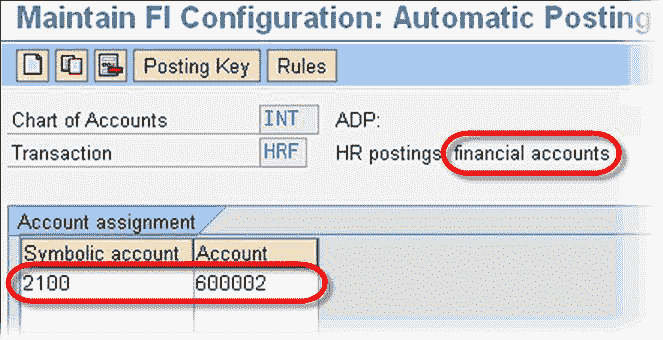 Maintain FI Configuration: Automatic Posting
Posting Key Rules
Chart of Accounts INT ADP:
Transaction HRF HR postings financial accounts
Account assignment
Symbolic account Account
2100 600002